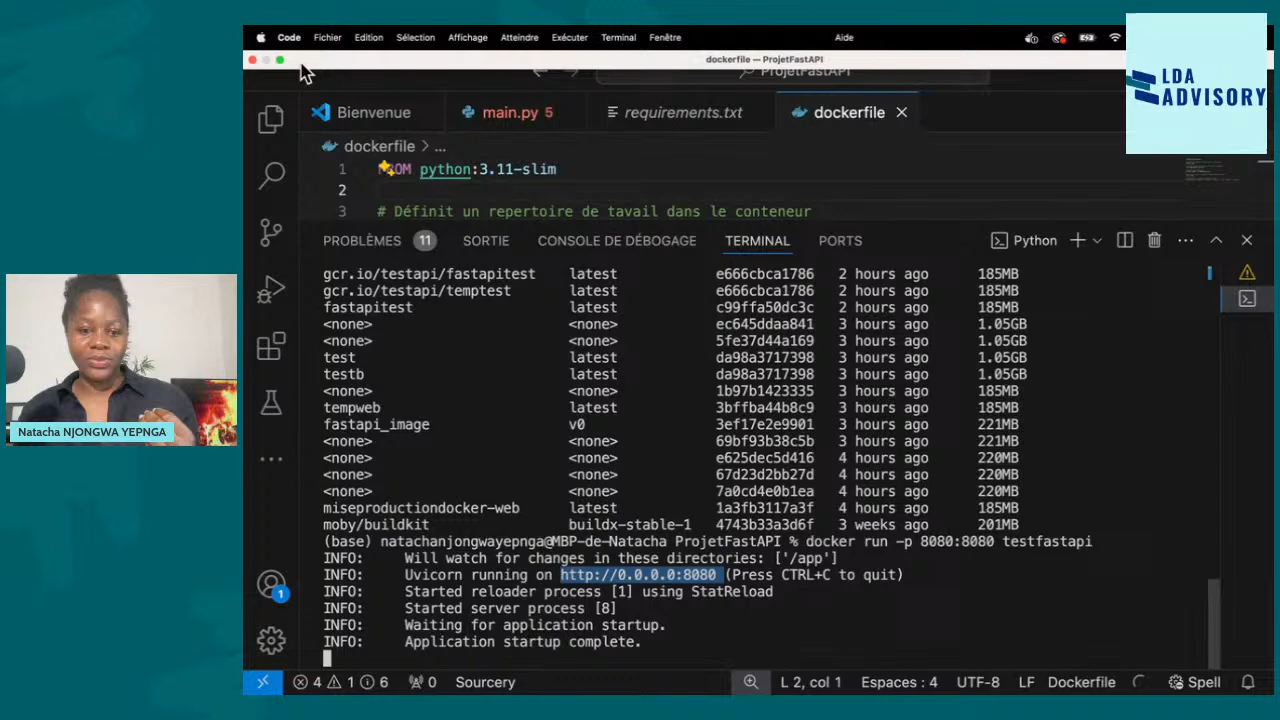 Code Fichier Edition Sélection Affichage Atteindre Exécuter Terminal Fenêtre Aide
dockerfile — ProjetFastAPI
ProjetFastAPI
LDA
ADVISORY
Bienvenue main.py 5 requirements.txt dockerfile
dockerfile > ...
1 FROM python:3.11-slim
2
3 # Définit un repertoire de tavail dans le conteneur
PROBLÈMES 11 SORTIE CONSOLE DE DÉBOGAGE TERMINAL PORTS Python
gcr.io/testapi/fastapitest latest e666cbca1786 2 hours ago 185MB
gcr.io/testapi/temptest latest e666cbca1786 2 hours ago 185MB
fastapitest latest c99ffa50dc3c 2 hours ago 185MB
<none> <none> ec645ddaa841 3 hours ago 1.05GB
<none> <none> 5fe37d44a169 3 hours ago 1.05GB
test latest da98a3717398 3 hours ago 1.05GB
testb latest da98a3717398 3 hours ago 1.05GB
<none> <none> 1b97b1423335 3 hours ago 185MB
tempweb latest 3bffba44b8c9 3 hours ago 185MB
fastapi_image v0 3ef17e2e9901 3 hours ago 221MB
<none> <none> 69bf93b38c5b 3 hours ago 221MB
<none> <none> e625dec5d416 4 hours ago 220MB
<none> <none> 67d23d2bb27d 4 hours ago 220MB
<none> <none> 7a0cd4e0b1ea 4 hours ago 220MB
miseproductiondocker-web latest 1a3fb3117a3f 4 hours ago 185MB
moby/buildkit buildx-stable-1 4743b33a3d6f 3 weeks ago 201MB
(base) natachanjongwayepnga@MBP-de-Natacha ProjetFastAPI % docker run -p 8080:8080 testfastapi
INFO: Will watch for changes in these directories: ['/app']
INFO: Uvicorn running on http://0.0.0.0:8080 (Press CTRL+C to quit)
INFO: Started reloader process [1] using StatReload
INFO: Started server process [8]
INFO: Waiting for application startup.
INFO: Application startup complete.
Natacha NJONGWA YEPNGA
1
4 1 6 0 Sourcery L 2, col 1 Espaces : 4 UTF-8 LF Dockerfile Spell